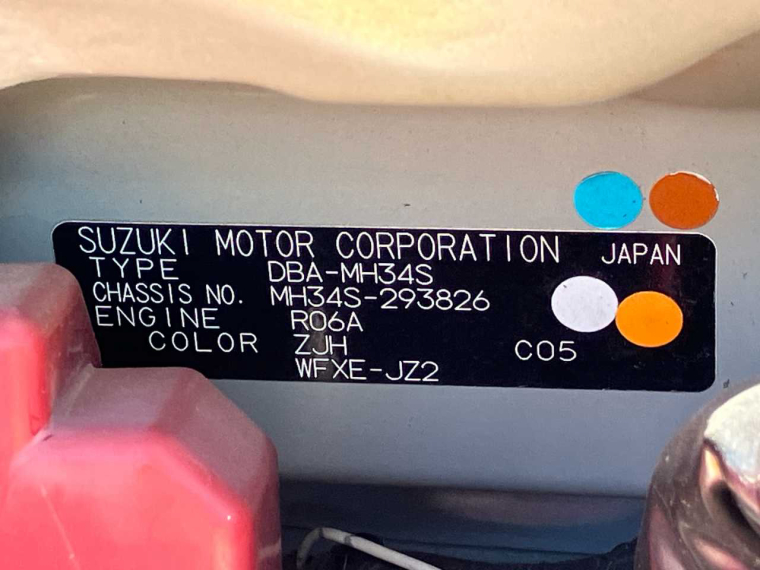 SUZUKI MOTOR CORPORATION JAPAN
TYPE DBA-MH34S
CHASSIS NO. MH34S-293826
ENGINE R06A
COLOR ZJH C05
WFXE-JZ2